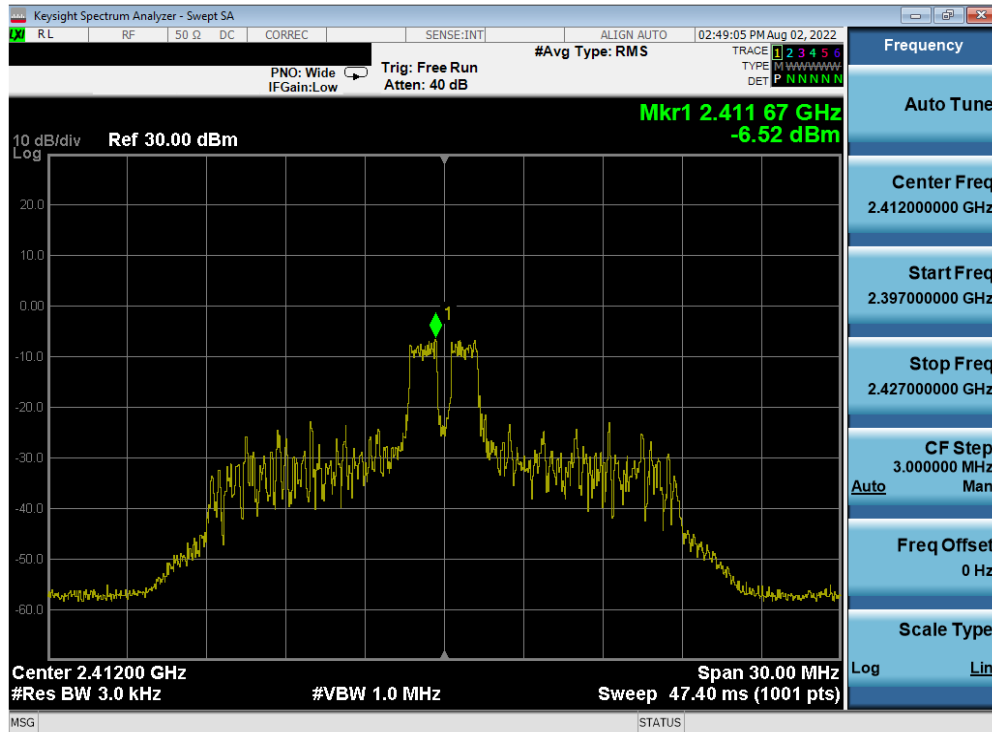 Keysight Spectrum Analyzer - Swept SA
LXI RL RF 50 Ω DC CORREC SENSE:INT ALIGN AUTO 02:49:05 PM Aug 02, 2022
#Avg Type: RMS
TRACE 1 2 3 4 5 6
TYPE M WWWWW
DET P N N N N N
PNO: Wide
IFGain:Low
Trig: Free Run
Atten: 40 dB
Mkr1 2.411 67 GHz
-6.52 dBm
10 dB/div
Log
Ref 30.00 dBm
20.0
10.0
0.00
-10.0
-20.0
-30.0
-40.0
-50.0
-60.0
1
Center 2.41200 GHz
Span 30.00 MHz
#Res BW 3.0 kHz
#VBW 1.0 MHz
Sweep 47.40 ms (1001 pts)
MSG
STATUS
Frequency
Auto Tune
Center Freq
2.412000000 GHz
Start Freq
2.397000000 GHz
Stop Freq
2.427000000 GHz
CF Step
3.000000 MHz
Auto Man
Freq Offset
0 Hz
Scale Type
Log Lin